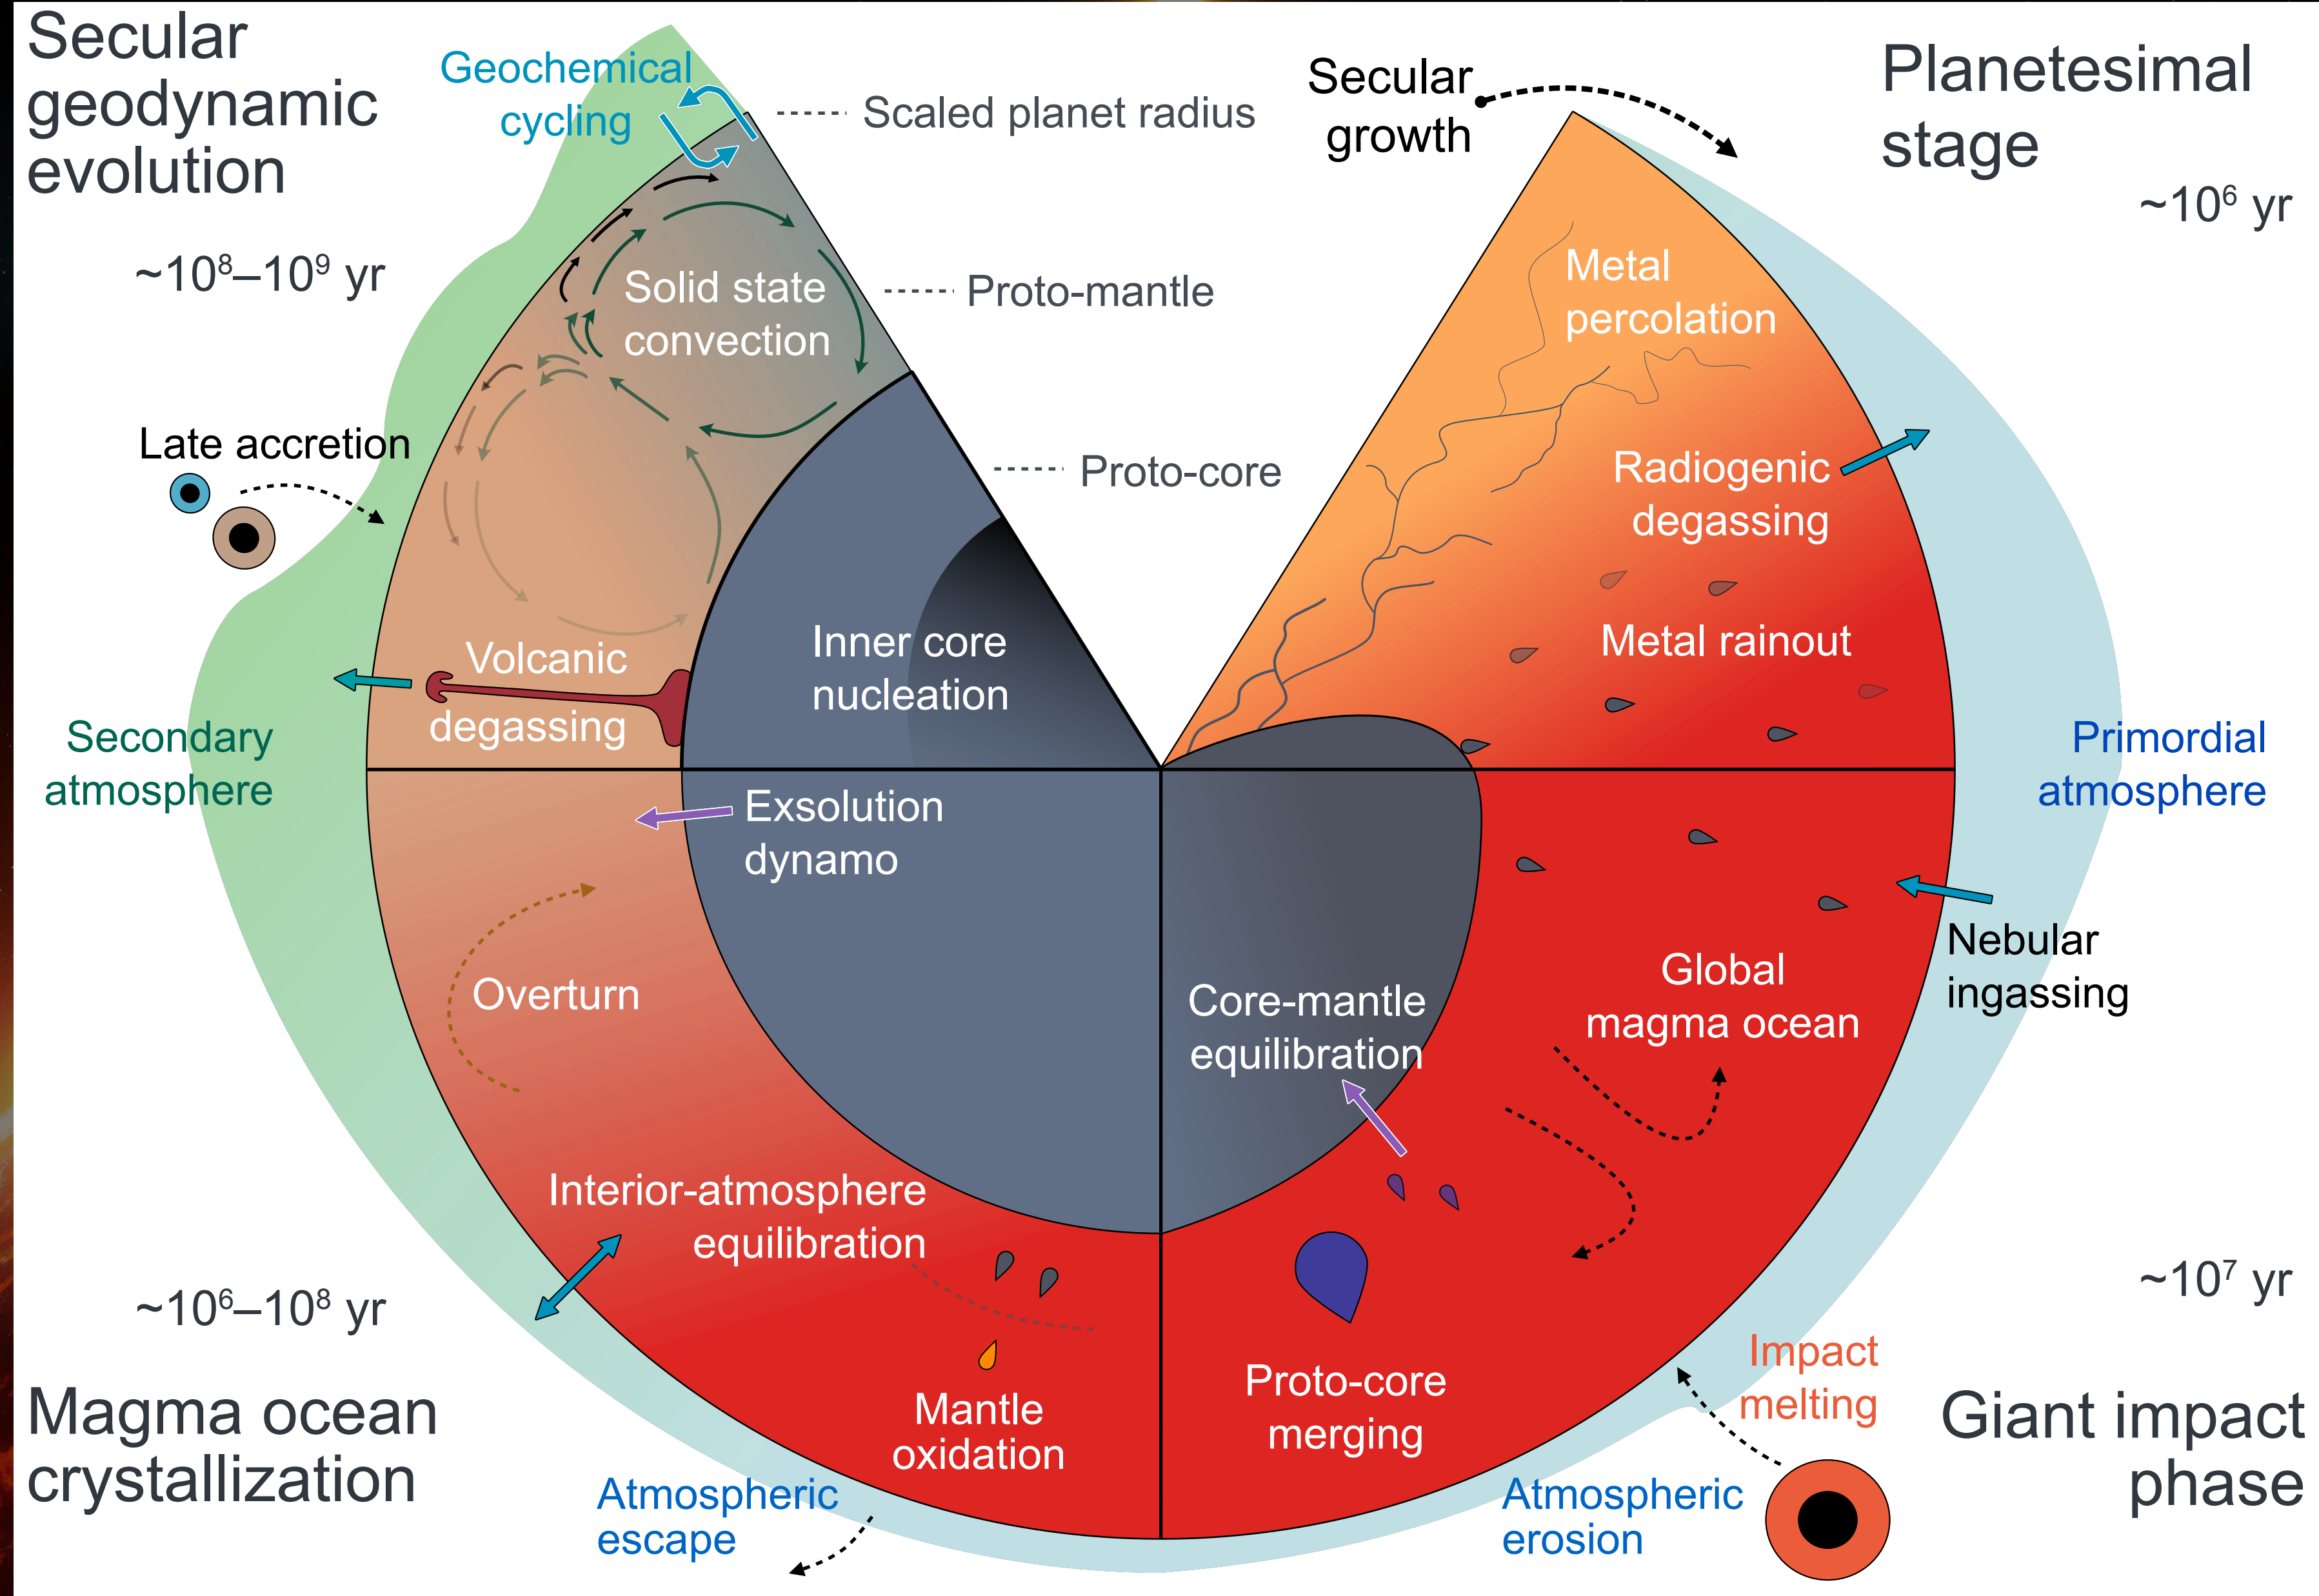 Secular
geodynamic
evolution
~10⁸–10⁹ yr
Geochemical
cycling
Scaled planet radius
Proto-mantle
Proto-core
Secular
growth
Planetesimal
stage
~10⁶ yr
Solid state
convection
Late accretion
Volcanic
degassing
Inner core
nucleation
Secondary
atmosphere
Metal
percolation
Radiogenic
degassing
Metal rainout
Primordial
atmosphere
Exsolution
dynamo
Overturn
Interior-atmosphere
equilibration
Mantle
oxidation
Atmospheric
escape
~10⁶–10⁸ yr
Magma ocean
crystallization
Core-mantle
equilibration
Global
magma ocean
Nebular
ingassing
Proto-core
merging
Atmospheric
erosion
Impact
melting
~10⁷ yr
Giant impact
phase